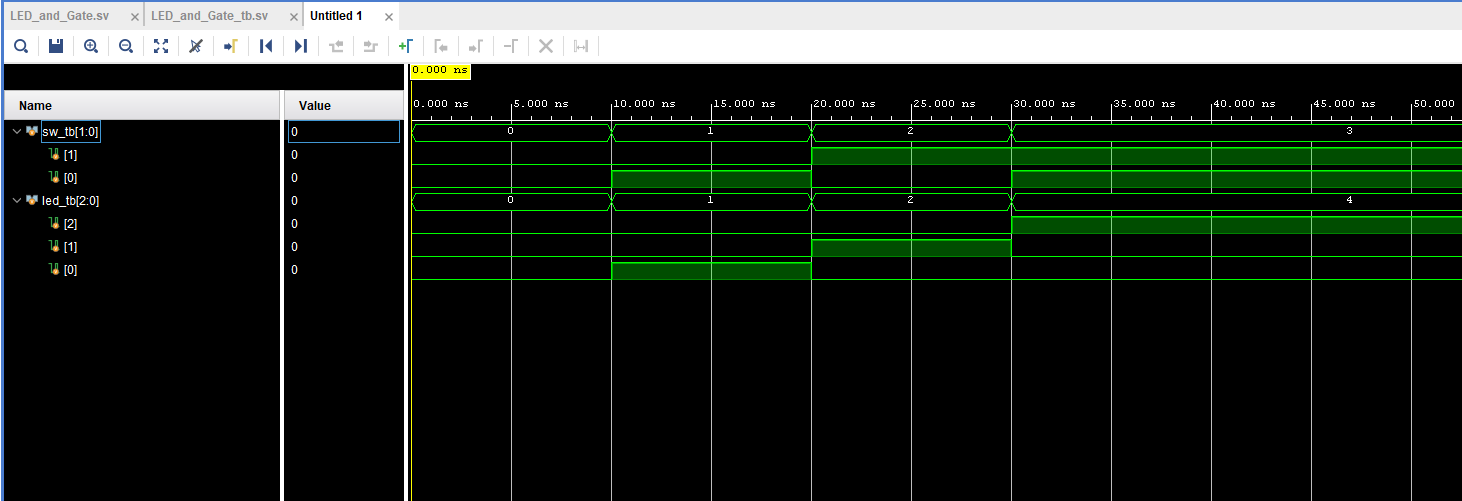 LED_and_Gate.sv × LED_and_Gate_tb.sv × Untitled 1 ×
0.000 ns
Name Value
0.000 ns 5.000 ns 10.000 ns 15.000 ns 20.000 ns 25.000 ns 30.000 ns 35.000 ns 40.000 ns 45.000 ns 50.000
sw_tb[1:0] 0 0 1 2 3
[1] 0
[0] 0
led_tb[2:0] 0 0 1 2 4
[2] 0
[1] 0
[0] 0